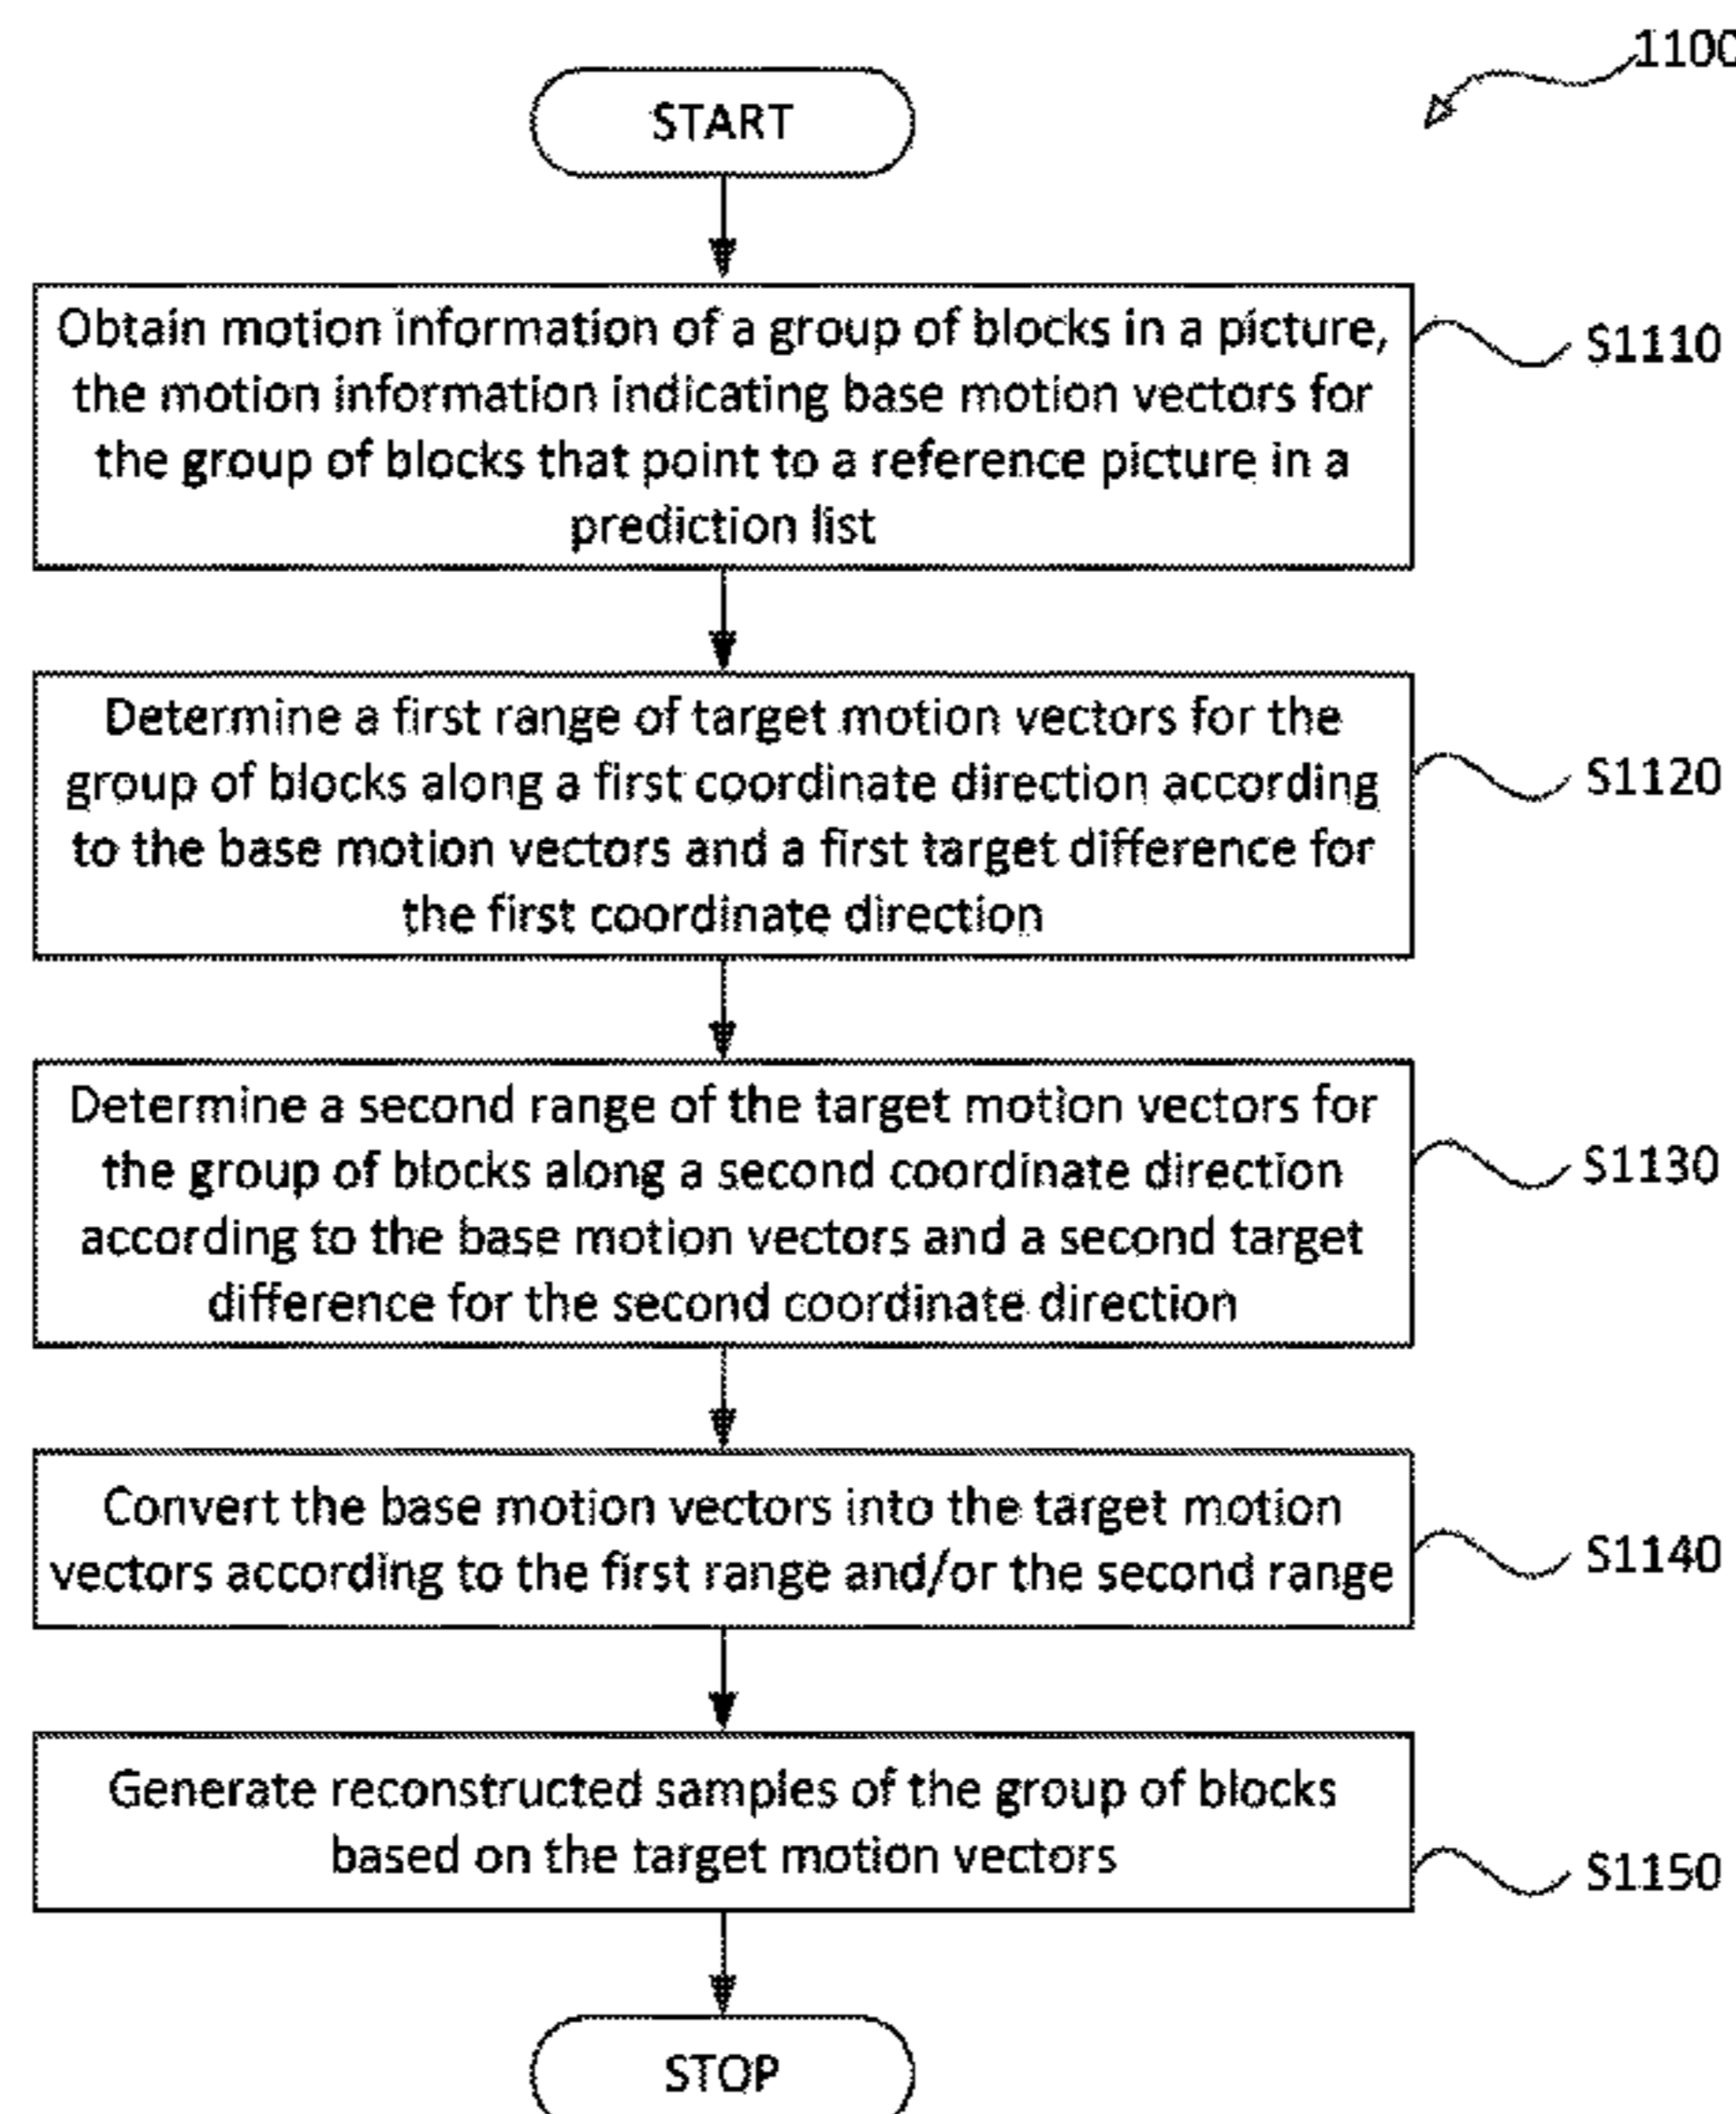 1100
START
Obtain motion information of a group of blocks in a picture,
the motion information indicating base motion vectors for
the group of blocks that point to a reference picture in a
prediction list
S1110
Determine a first range of target motion vectors for the
group of blocks along a first coordinate direction according
to the base motion vectors and a first target difference for
the first coordinate direction
S1120
Determine a second range of the target motion vectors for
the group of blocks along a second coordinate direction
according to the base motion vectors and a second target
difference for the second coordinate direction
S1130
Convert the base motion vectors into the target motion
vectors according to the first range and/or the second range
S1140
Generate reconstructed samples of the group of blocks
based on the target motion vectors
S1150
STOP